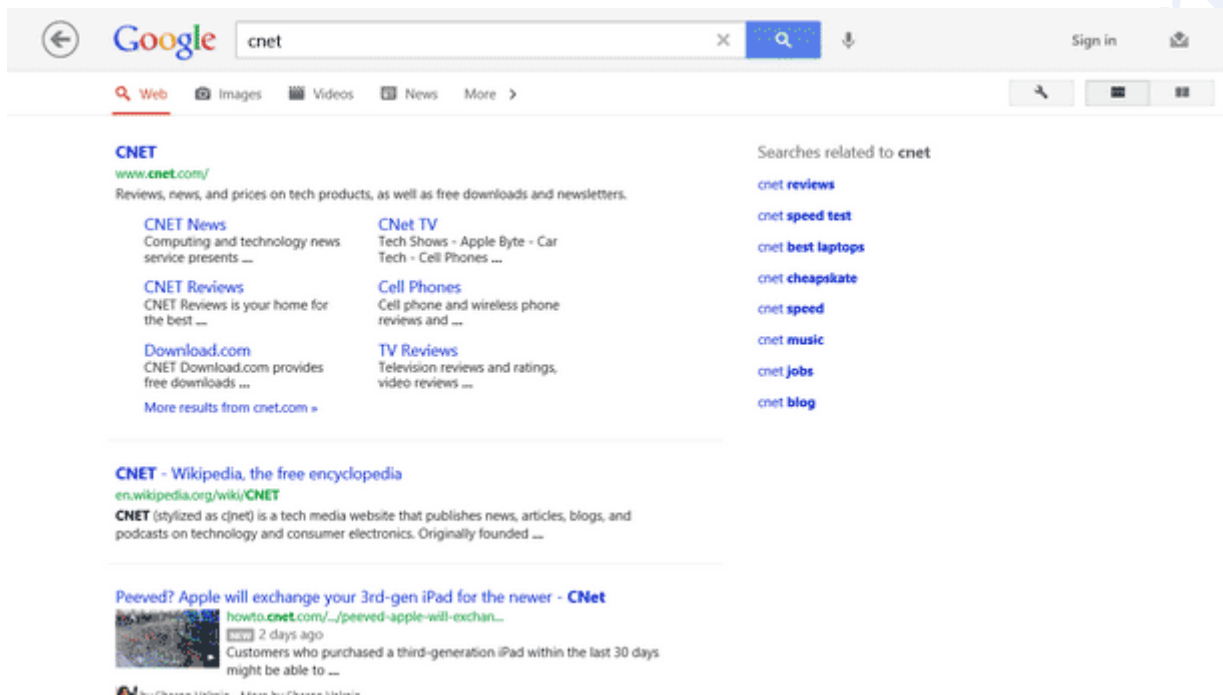 Google cnet Sign in
Web Images Videos News More
CNET
www.cnet.com/
Reviews, news, and prices on tech products, as well as free downloads and newsletters.
CNET News
Computing and technology news
service presents ...
CNet TV
Tech Shows - Apple Byte - Car
Tech - Cell Phones ...
CNET Reviews
CNET Reviews is your home for
the best ...
Cell Phones
Cell phone and wireless phone
reviews and ...
Download.com
CNET Download.com provides
free downloads ...
TV Reviews
Television reviews and ratings,
video reviews ...
More results from cnet.com »
CNET - Wikipedia, the free encyclopedia
en.wikipedia.org/wiki/CNET
CNET (stylized as c|net) is a tech media website that publishes news, articles, blogs, and
podcasts on technology and consumer electronics. Originally founded ...
Peeved? Apple will exchange your 3rd-gen iPad for the newer - CNet
howto.cnet.com/.../peeved-apple-will-exchan...
NEW 2 days ago
Customers who purchased a third-generation iPad within the last 30 days
might be able to ...
Searches related to cnet
cnet reviews
cnet speed test
cnet best laptops
cnet cheapskate
cnet speed
cnet music
cnet jobs
cnet blog